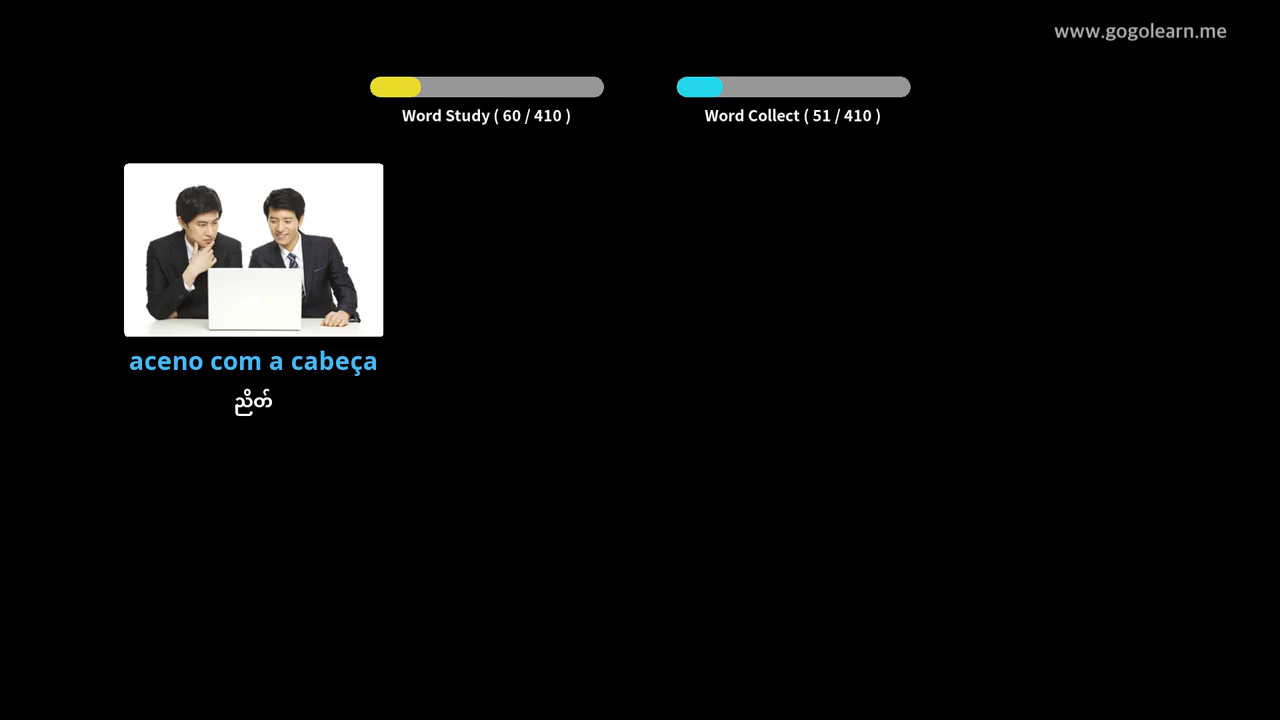 www.gogolearn.me
Word Study ( 60 / 410 )
Word Collect ( 51 / 410 )
aceno com a cabeça
ညိတ်